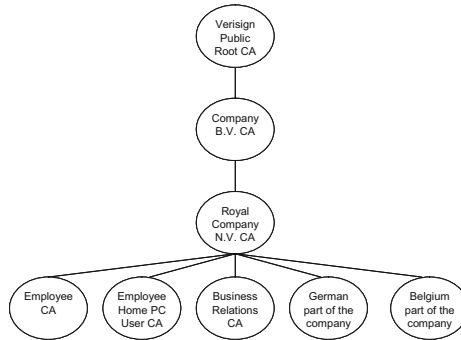 Verisign
Public
Root CA
Company
B.V. CA
Royal
Company
N.V. CA
Employee
CA
Employee
Home PC
User CA
Business
Relations
CA
German
part of the
company
Belgium
part of the
company